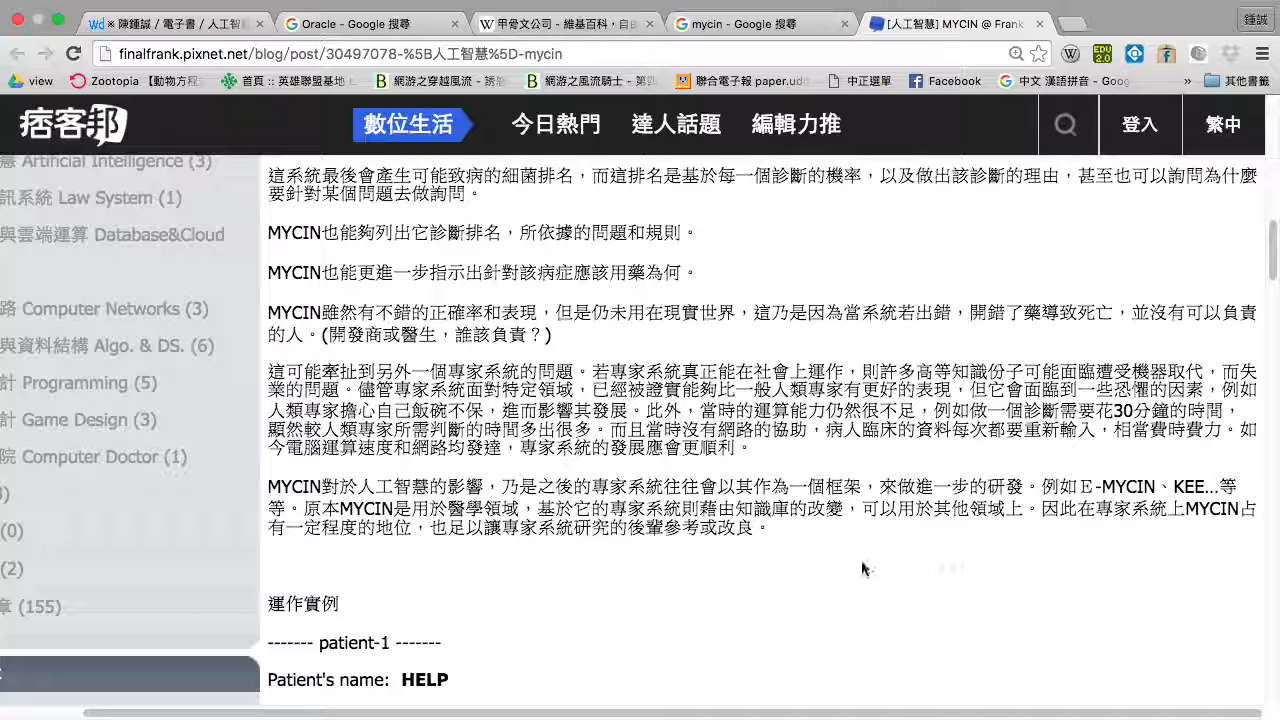 Wd ※ 陳鍾誠 / 電子書 / 人工智
Oracle - Google 搜尋
甲骨文公司 - 維基百科，自由
mycin - Google 搜尋
[人工智慧] MYCIN @ Frank
鍾誠
finalfrank.pixnet.net/blog/post/30497078-%5B人工智慧%5D-mycin
view
Zootopia 【動物方程
首頁 :: 英雄聯盟基地
網游之穿越風流 -
網游之風流騎士 - 第四
聯合電子報 paper.udn
中正選單
Facebook
中文 漢語拼音 - Goog
»
其他書籤
痞客邦
數位生活
今日熱門
達人話題
編輯力推
登入
繁中
慧 Artificial Intelligence (3)
訊系統 Law System (1)
與雲端運算 Database&Cloud
路 Computer Networks (3)
與資料結構 Algo. & DS. (6)
計 Programming (5)
計 Game Design (3)
院 Computer Doctor (1)
)
(0)
(2)
章 (155)
這系統最後會產生可能致病的細菌排名，而這排名是基於每一個診斷的機率，以及做出該診斷的理由，甚至也可以詢問為什麼
要針對某個問題去做詢問。
MYCIN也能夠列出它診斷排名，所依據的問題和規則。
MYCIN也能更進一步指示出針對該病症應該用藥為何。
MYCIN雖然有不錯的正確率和表現，但是仍未用在現實世界，這乃是因為當系統若出錯，開錯了藥導致死亡，並沒有可以負責
的人。(開發商或醫生，誰該負責？)
這可能牽扯到另外一個專家系統的問題。若專家系統真正能在社會上運作，則許多高等知識份子可能面臨遭受機器取代，而失
業的問題。儘管專家系統面對特定領域，已經被證實能夠比一般人類專家有更好的表現，但它會面臨到一些恐懼的因素，例如
人類專家擔心自己飯碗不保，進而影響其發展。此外，當時的運算能力仍然很不足，例如做一個診斷需要花30分鐘的時間，
顯然較人類專家所需判斷的時間多出很多。而且當時沒有網路的協助，病人臨床的資料每次都要重新輸入，相當費時費力。如
今電腦運算速度和網路均發達，專家系統的發展應會更順利。
MYCIN對於人工智慧的影響，乃是之後的專家系統往往會以其作為一個框架，來做進一步的研發。例如Ｅ-MYCIN、KEE...等
等。原本MYCIN是用於醫學領域，基於它的專家系統則藉由知識庫的改變，可以用於其他領域上。因此在專家系統上MYCIN占
有一定程度的地位，也足以讓專家系統研究的後輩參考或改良。
運作實例
------- patient-1 -------
Patient's name: HELP